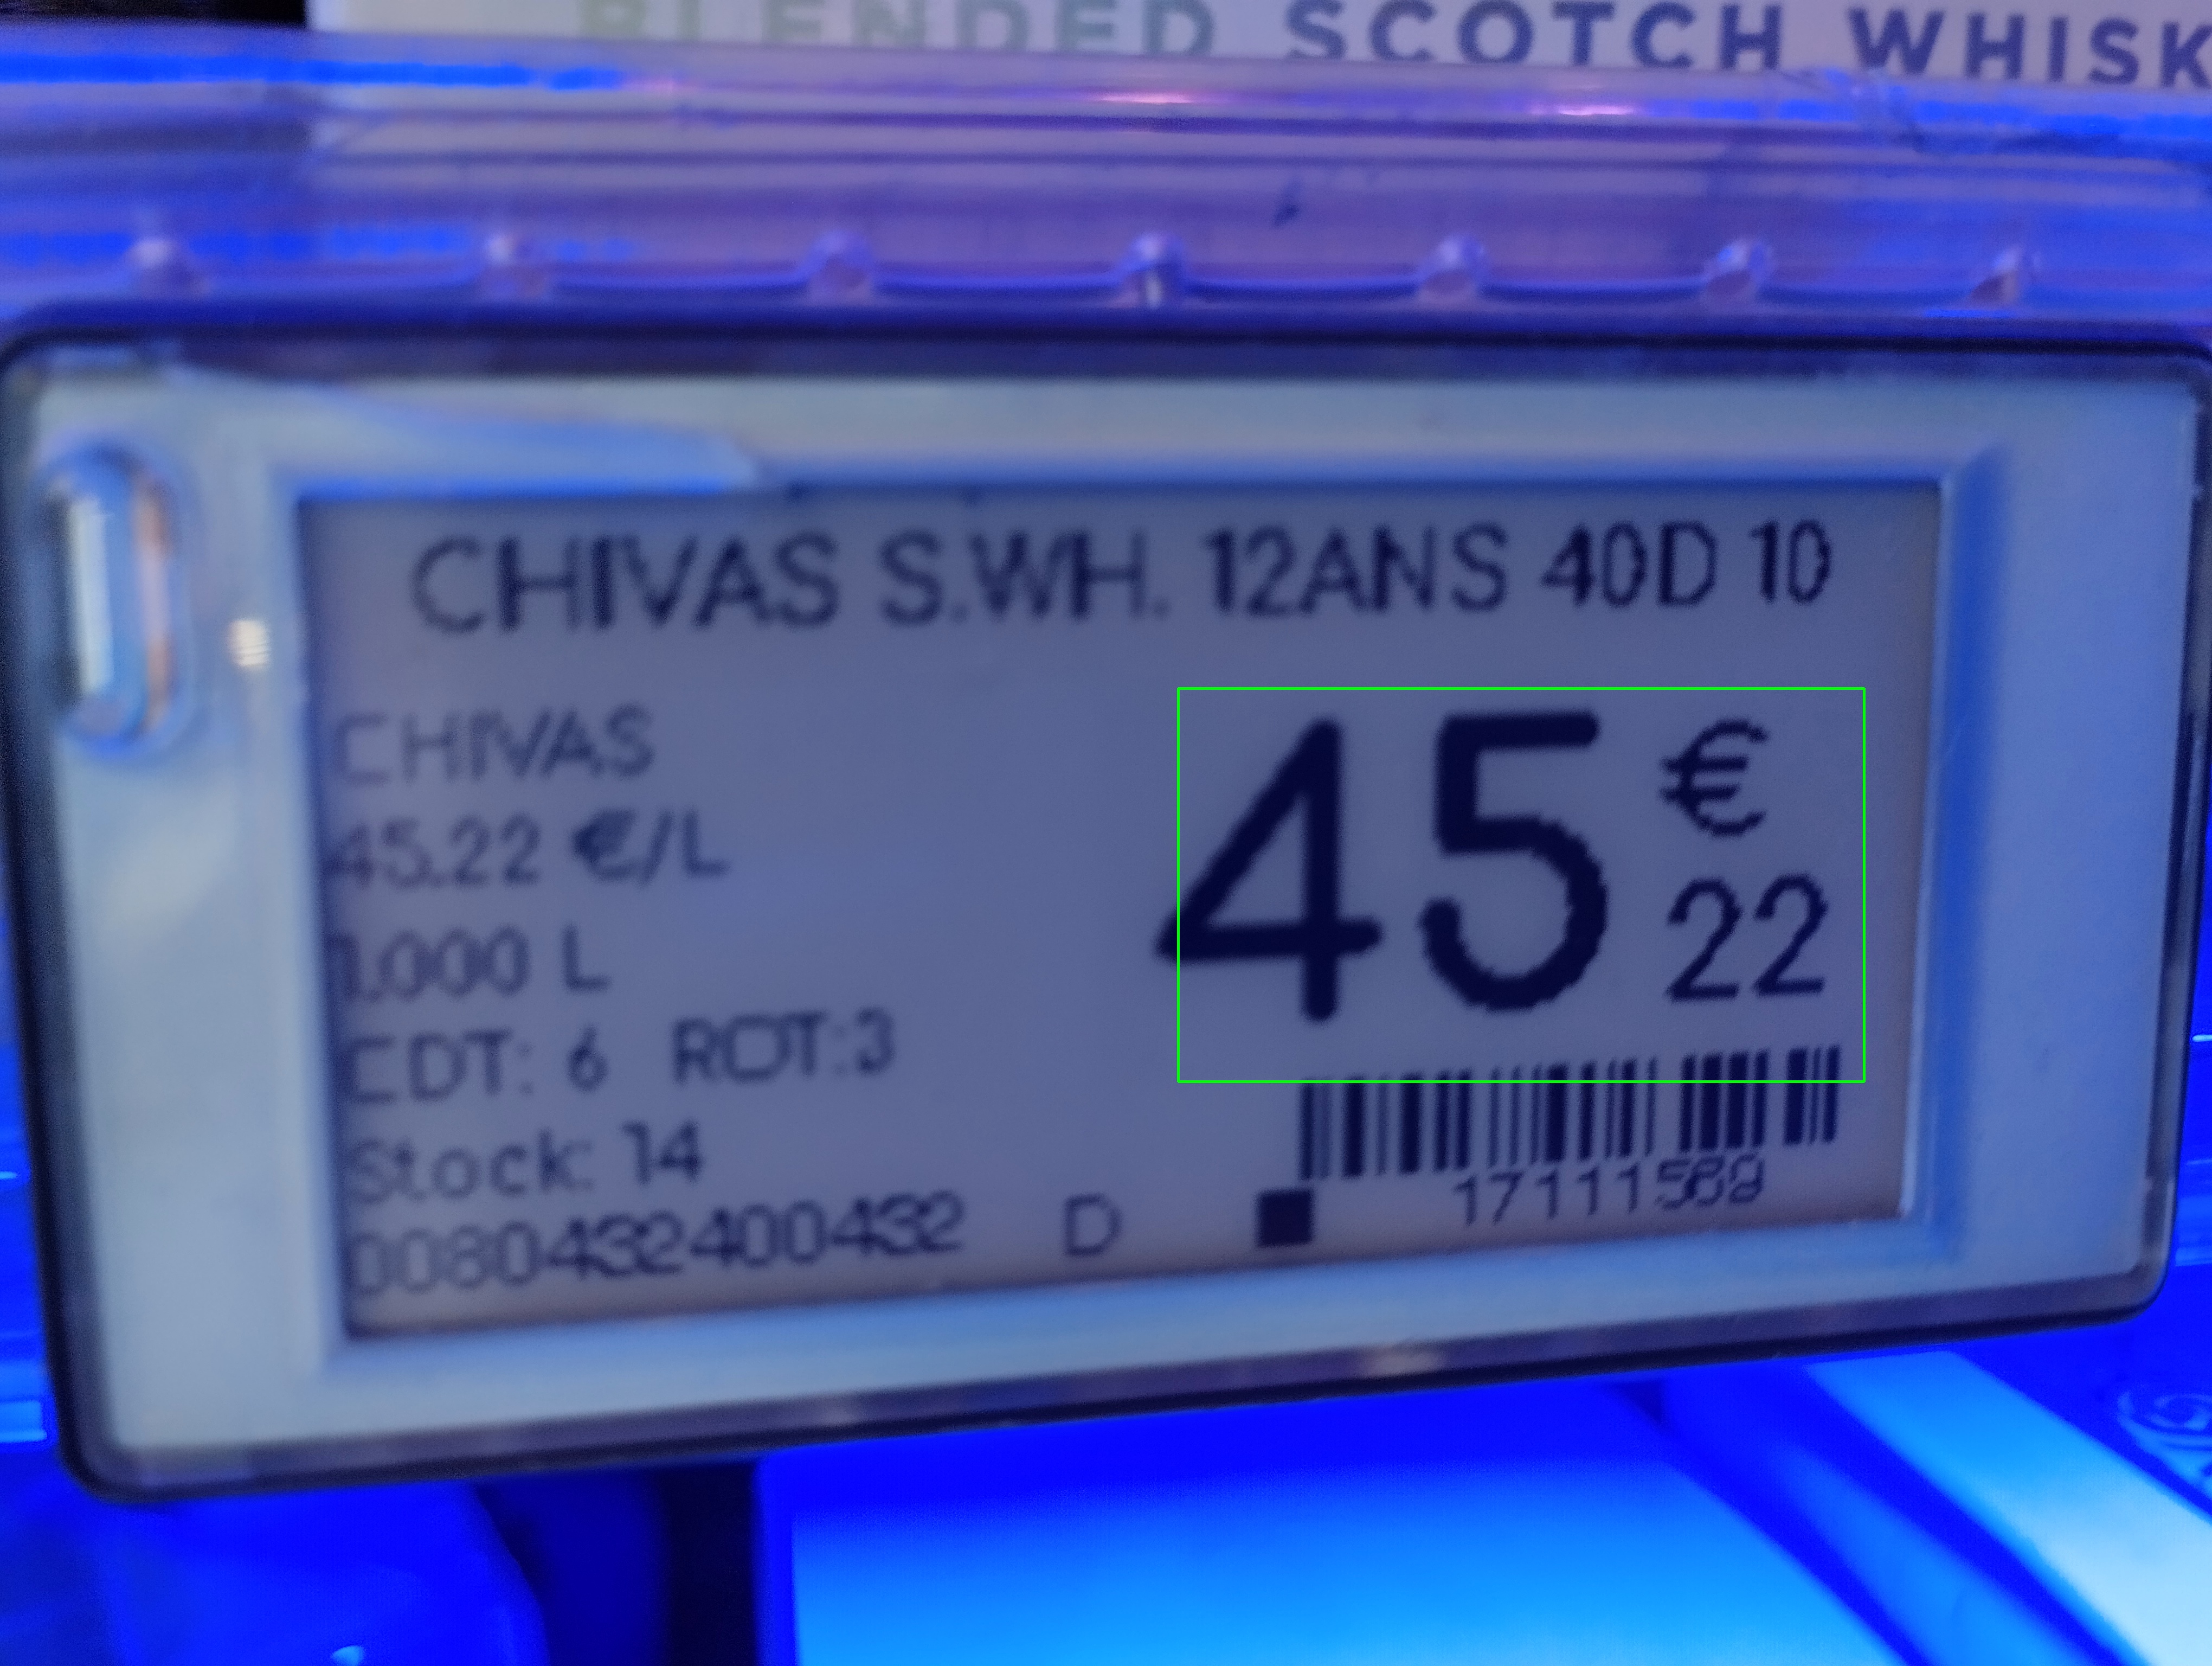 BLENDED SCOTCH WHISK
CHIVAS S.WH. 12ANS 40D 10
CHIVAS
45.22 €/L
1.000 L
CDT: 6 ROT:3
Stock: 14
0080432400432 D
45 €
22